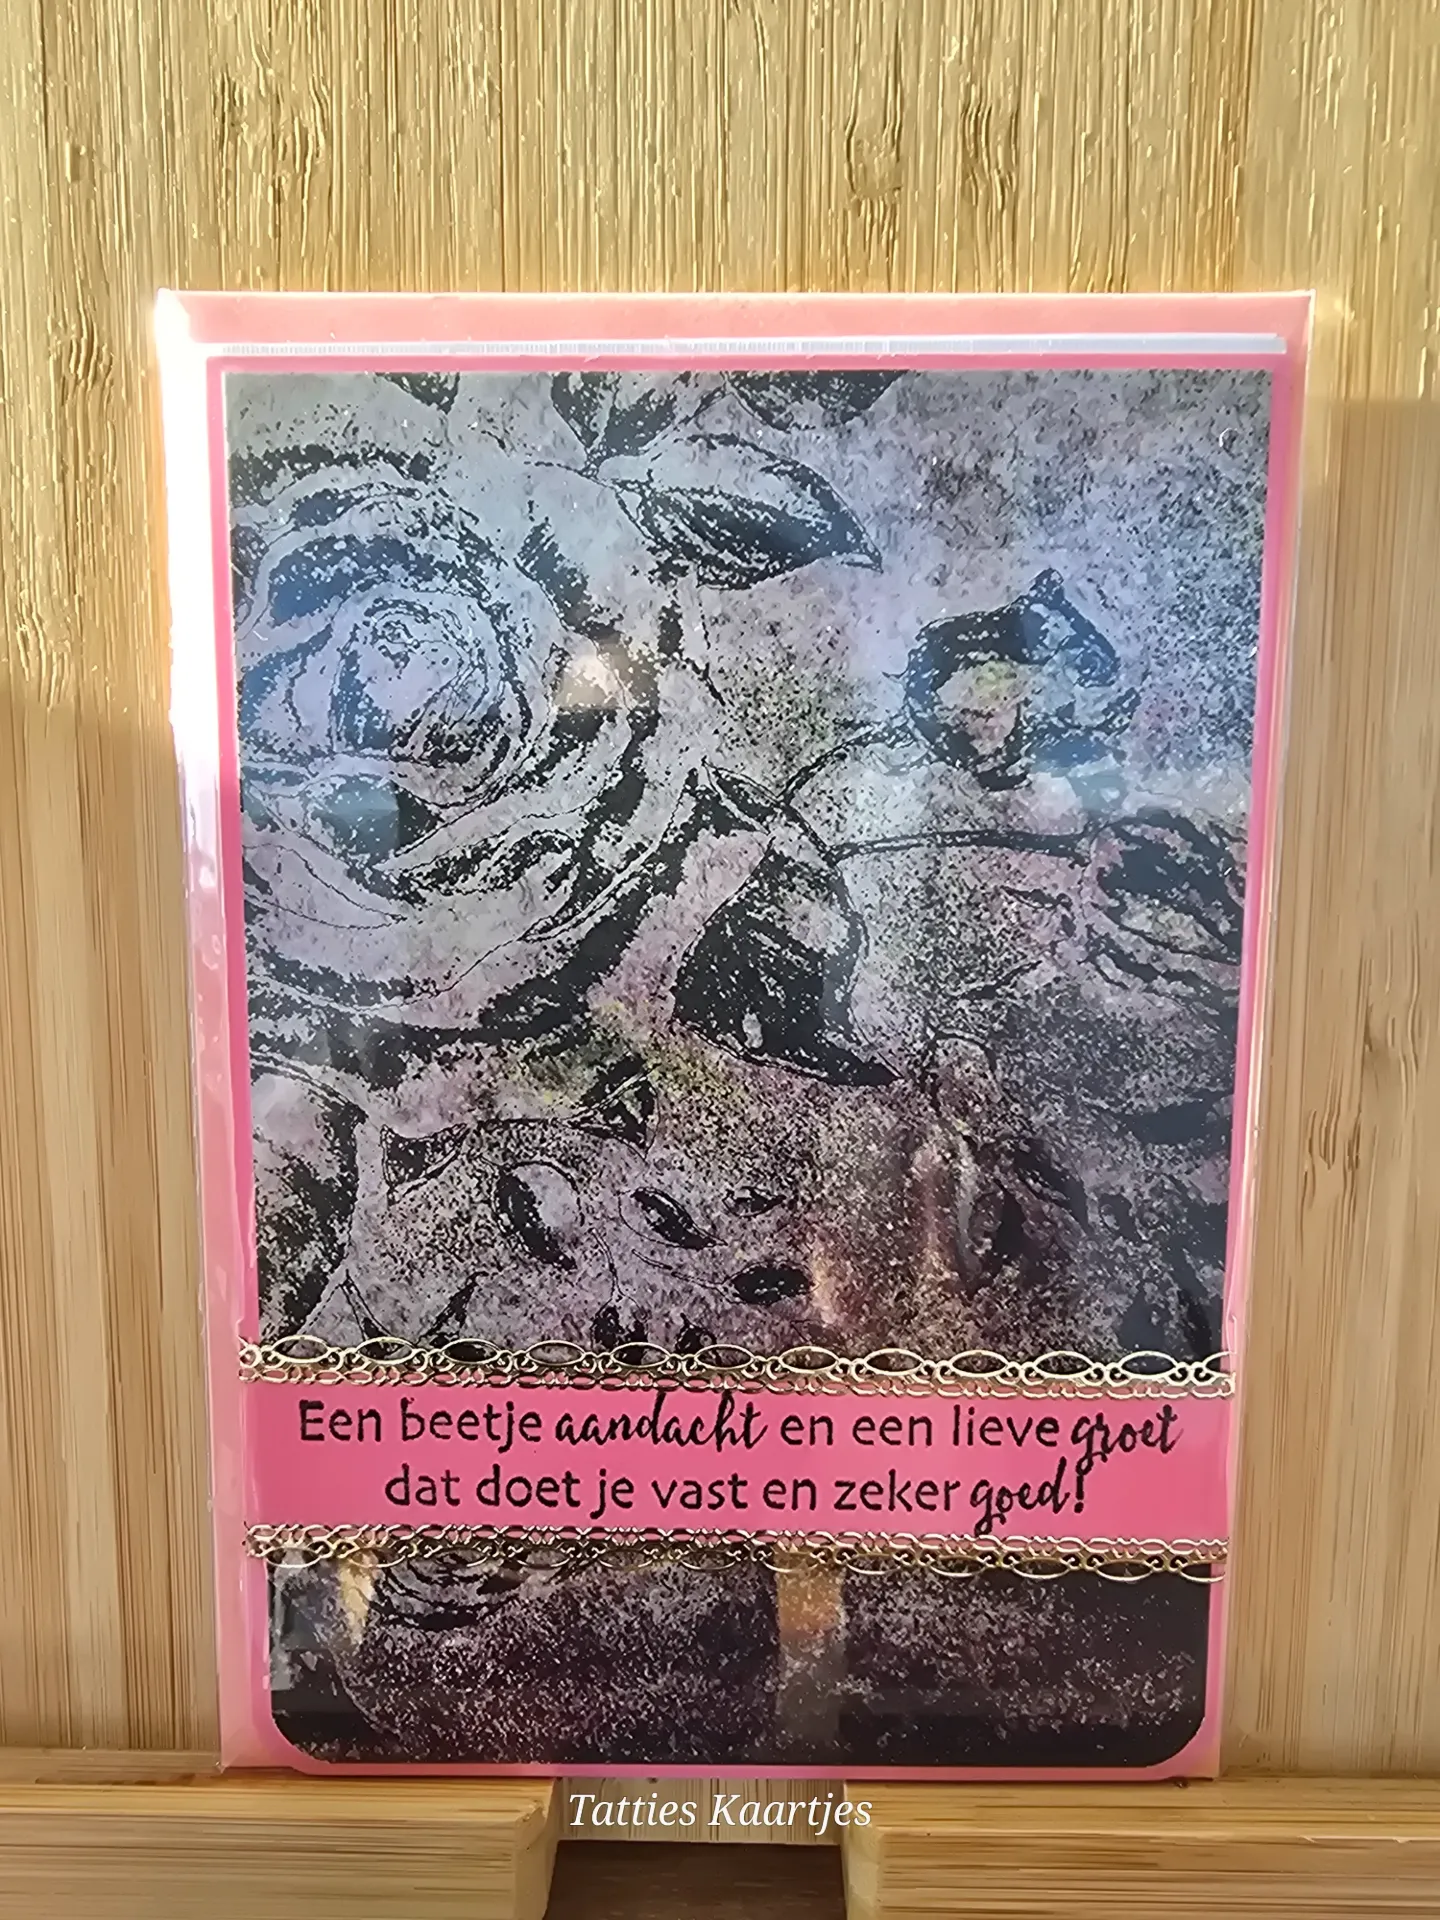 Een beetje aandacht en een lieve groet
dat doet je vast en zeker goed!
Tatties Kaartjes